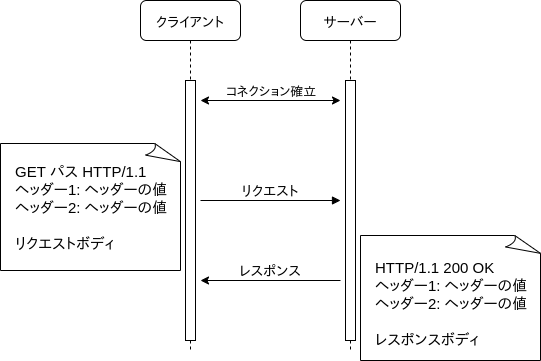 クライアント
サーバー
コネクション確立
GET パス HTTP/1.1
ヘッダー1: ヘッダーの値
ヘッダー2: ヘッダーの値
リクエストボディ
リクエスト
レスポンス
HTTP/1.1 200 OK
ヘッダー1: ヘッダーの値
ヘッダー2: ヘッダーの値
レスポンスボディ